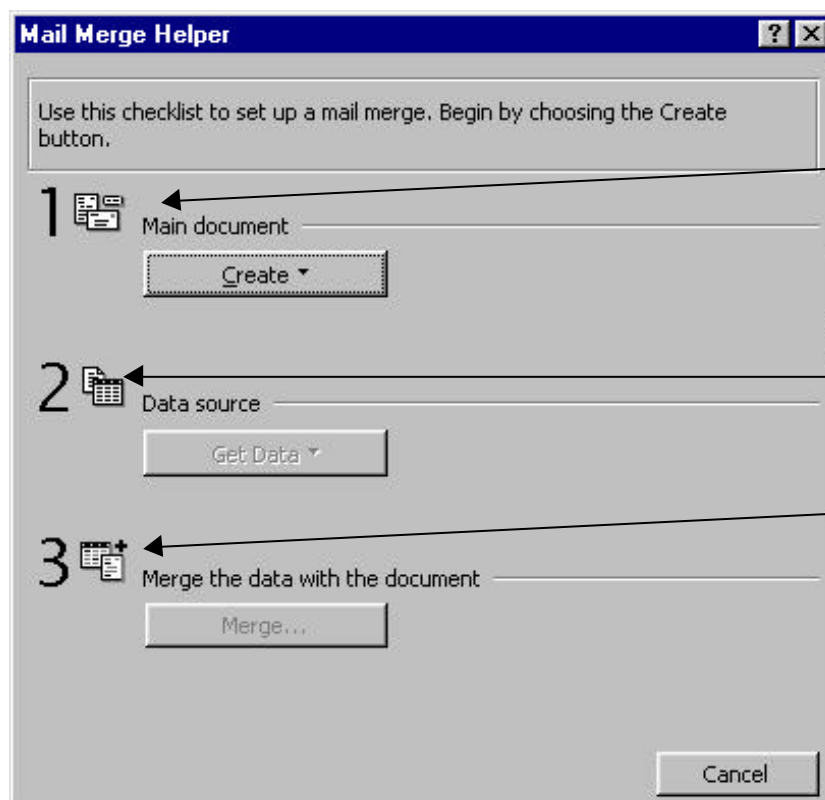 Mail Merge Helper
Use this checklist to set up a mail merge. Begin by choosing the Create
button.
1
Main document
Create
2
Data source
Get Data
3
Merge the data with the document
Merge...
Cancel